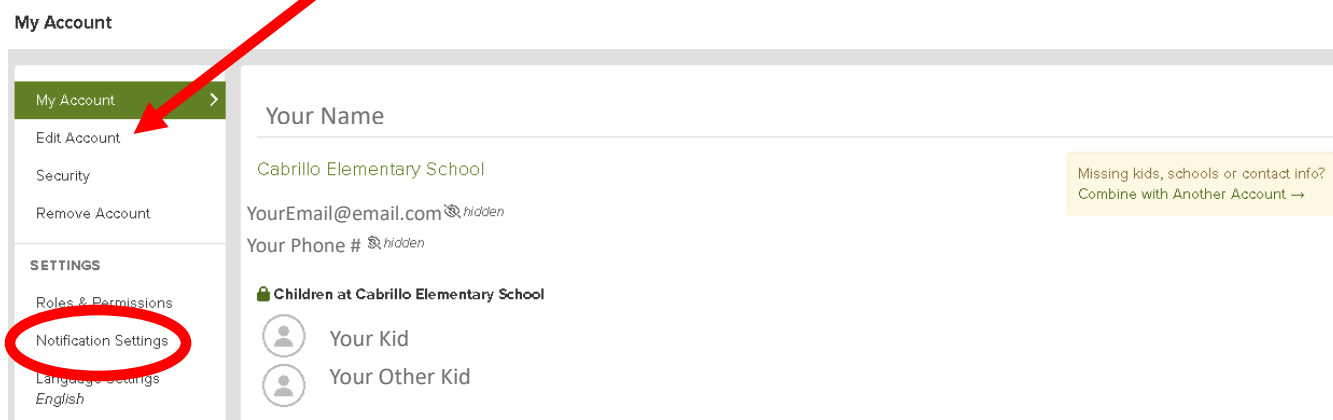 My Account
My Account
Edit Account
Security
Remove Account
SETTINGS
Roles & Permissions
Notification Settings
Language Settings
English
Your Name
Cabrillo Elementary School
YourEmail@email.com hidden
Your Phone # hidden
Children at Cabrillo Elementary School
Your Kid
Your Other Kid
Missing kids, schools or contact info?
Combine with Another Account →